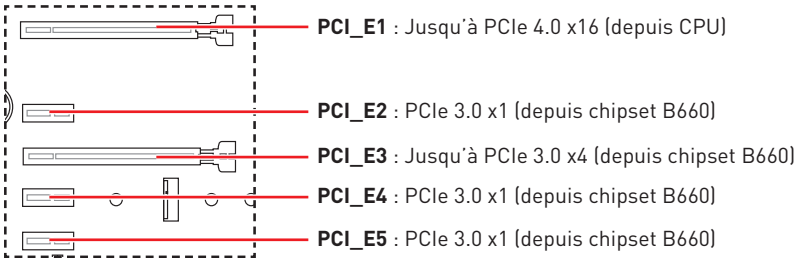 PCI_E1 : Jusqu'à PCIe 4.0 x16 (depuis CPU)
PCI_E2 : PCIe 3.0 x1 (depuis chipset B660)
PCI_E3 : Jusqu'à PCIe 3.0 x4 (depuis chipset B660)
PCI_E4 : PCIe 3.0 x1 (depuis chipset B660)
PCI_E5 : PCIe 3.0 x1 (depuis chipset B660)